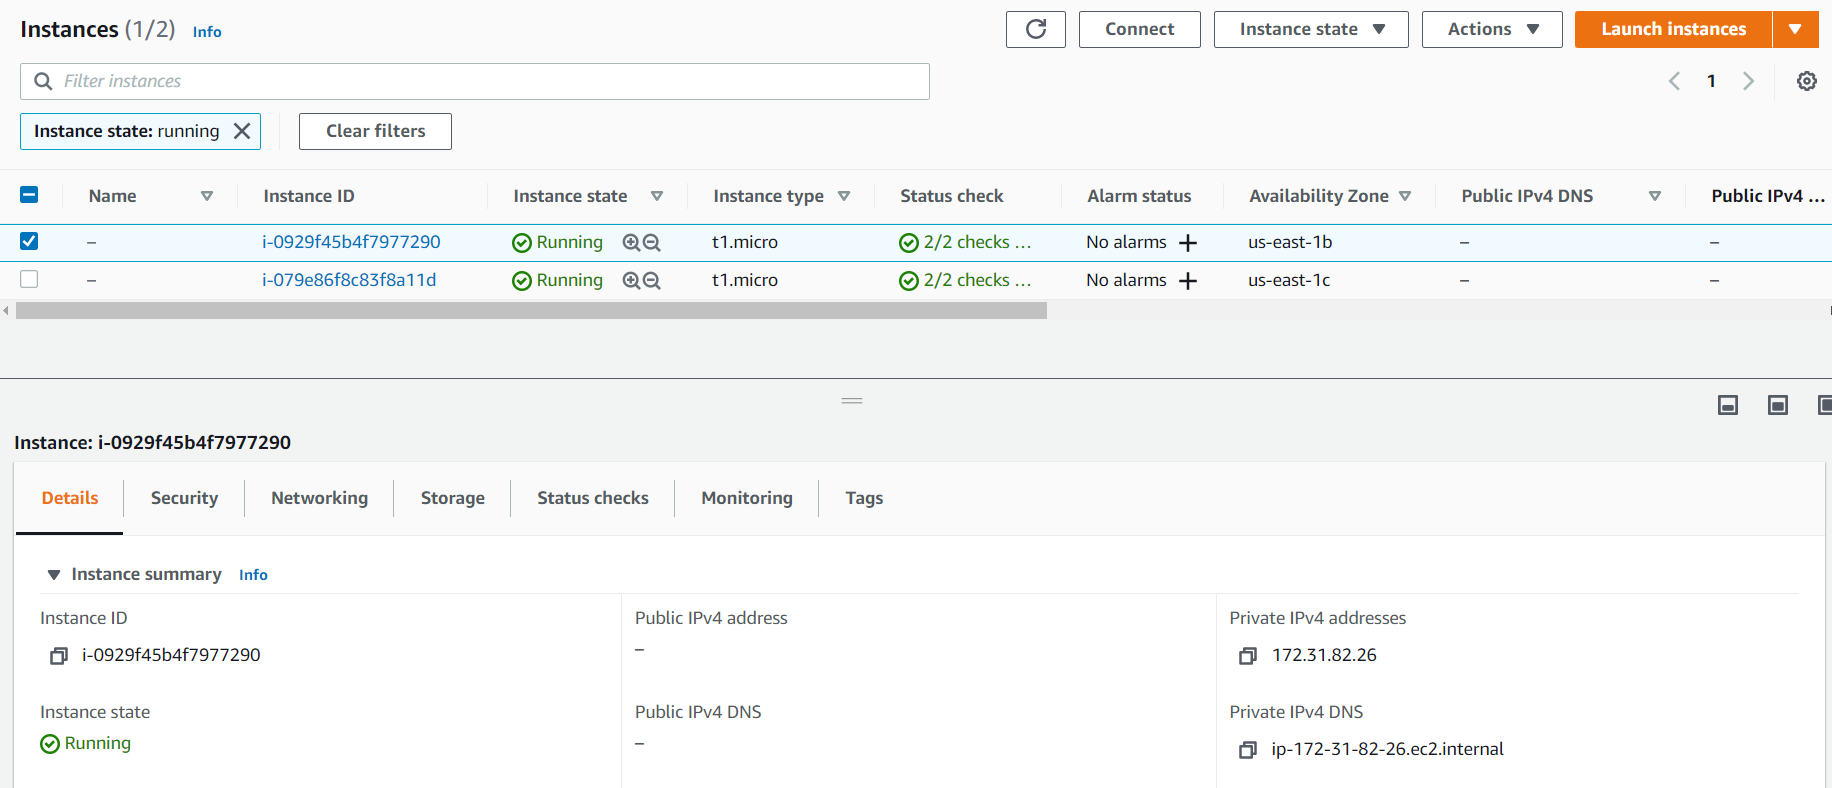 Instances (1/2) Info Connect Instance state Actions Launch instances
Filter instances 1
Instance state: running Clear filters
Name Instance ID Instance state Instance type Status check Alarm status Availability Zone Public IPv4 DNS Public IPv4 ...
– i-0929f45b4f7977290 Running t1.micro 2/2 checks ... No alarms + us-east-1b – –
– i-079e86f8c83f8a11d Running t1.micro 2/2 checks ... No alarms + us-east-1c – –
Instance: i-0929f45b4f7977290
Details Security Networking Storage Status checks Monitoring Tags
Instance summary Info
Instance ID Public IPv4 address Private IPv4 addresses
i-0929f45b4f7977290 – 172.31.82.26
Instance state Public IPv4 DNS Private IPv4 DNS
Running – ip-172-31-82-26.ec2.internal